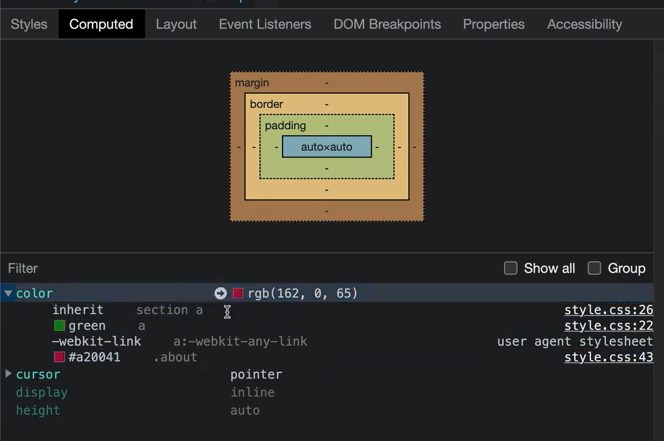 Styles Computed Layout Event Listeners DOM Breakpoints Properties Accessibility
margin -
border -
padding -
- - - auto×auto - - -
-
-
-
Filter Show all Group
color rgb(162, 0, 65)
inherit section a style.css:26
green a style.css:22
-webkit-link a:-webkit-any-link user agent stylesheet
#a20041 .about style.css:43
cursor pointer
display inline
height auto